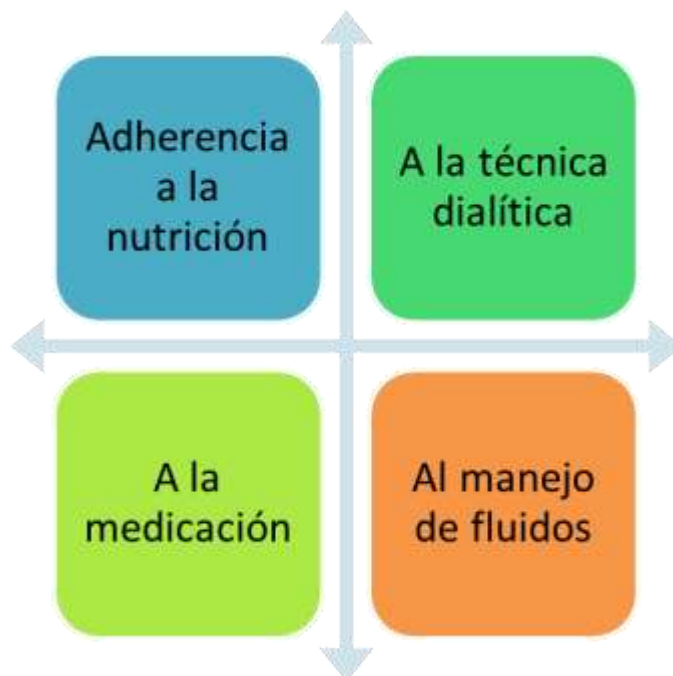 Adherencia
a la
nutrición
A la técnica
dialítica
A la
medicación
Al manejo
de fluidos